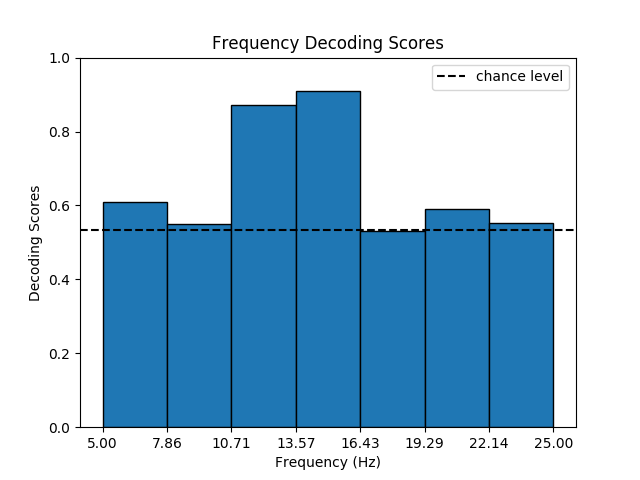 Frequency Decoding Scores
chance level
Decoding Scores
1.0
0.8
0.6
0.4
0.2
0.0
5.00 7.86 10.71 13.57 16.43 19.29 22.14 25.00
Frequency (Hz)